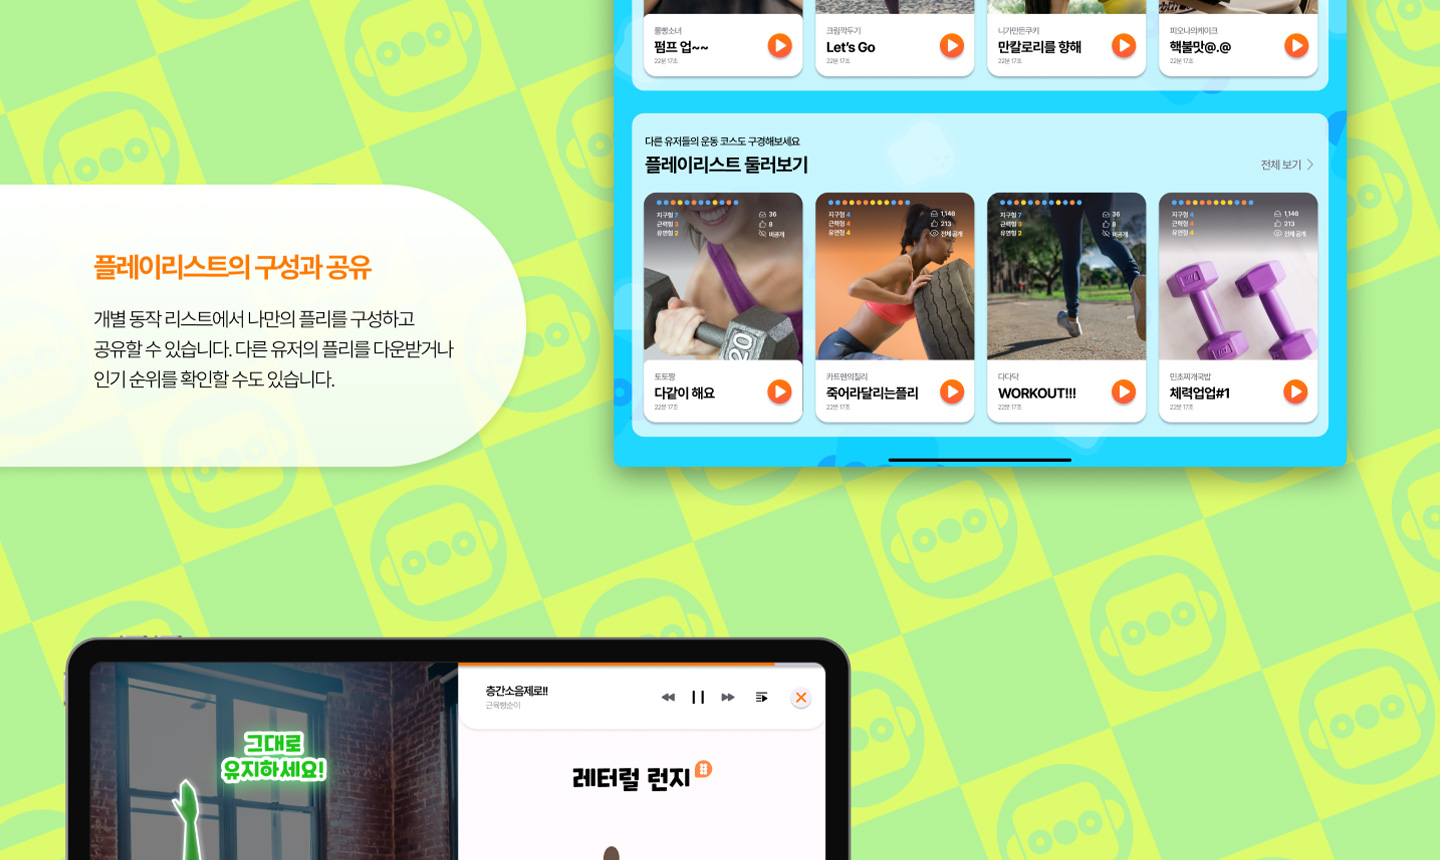 롱빵소녀
펌프 업~~
22분 17초
크림깍두기
Let's Go
22분 17초
니가만든쿠키
만칼로리를 향해
22분 17초
피오나의케이크
핵불맛@.@
22분 17초
다른 유저들의 운동 코스도 구경해보세요
플레이리스트 둘러보기
전체 보기
지구형 7
근력형 3
유연형 2
36
8
비공개
지구형 4
근력형 4
유연형 4
1,146
213
전체 공개
지구형 7
근력형 3
유연형 2
36
8
비공개
지구형 4
근력형 4
유연형 4
1,146
213
전체 공개
20
토토짱
다같이 해요
22분 17초
카트맨의질리
죽어라달리는플리
22분 17초
다다닥
WORKOUT!!!
22분 17초
민초찌개국밥
체력업업#1
22분 17초
플레이리스트의 구성과 공유
개별 동작 리스트에서 나만의 플리를 구성하고
공유할 수 있습니다. 다른 유저의 플리를 다운받거나
인기 순위를 확인할 수도 있습니다.
그대로
유지하세요!
층간소음제로!!
근육빵순이
레터럴 런지